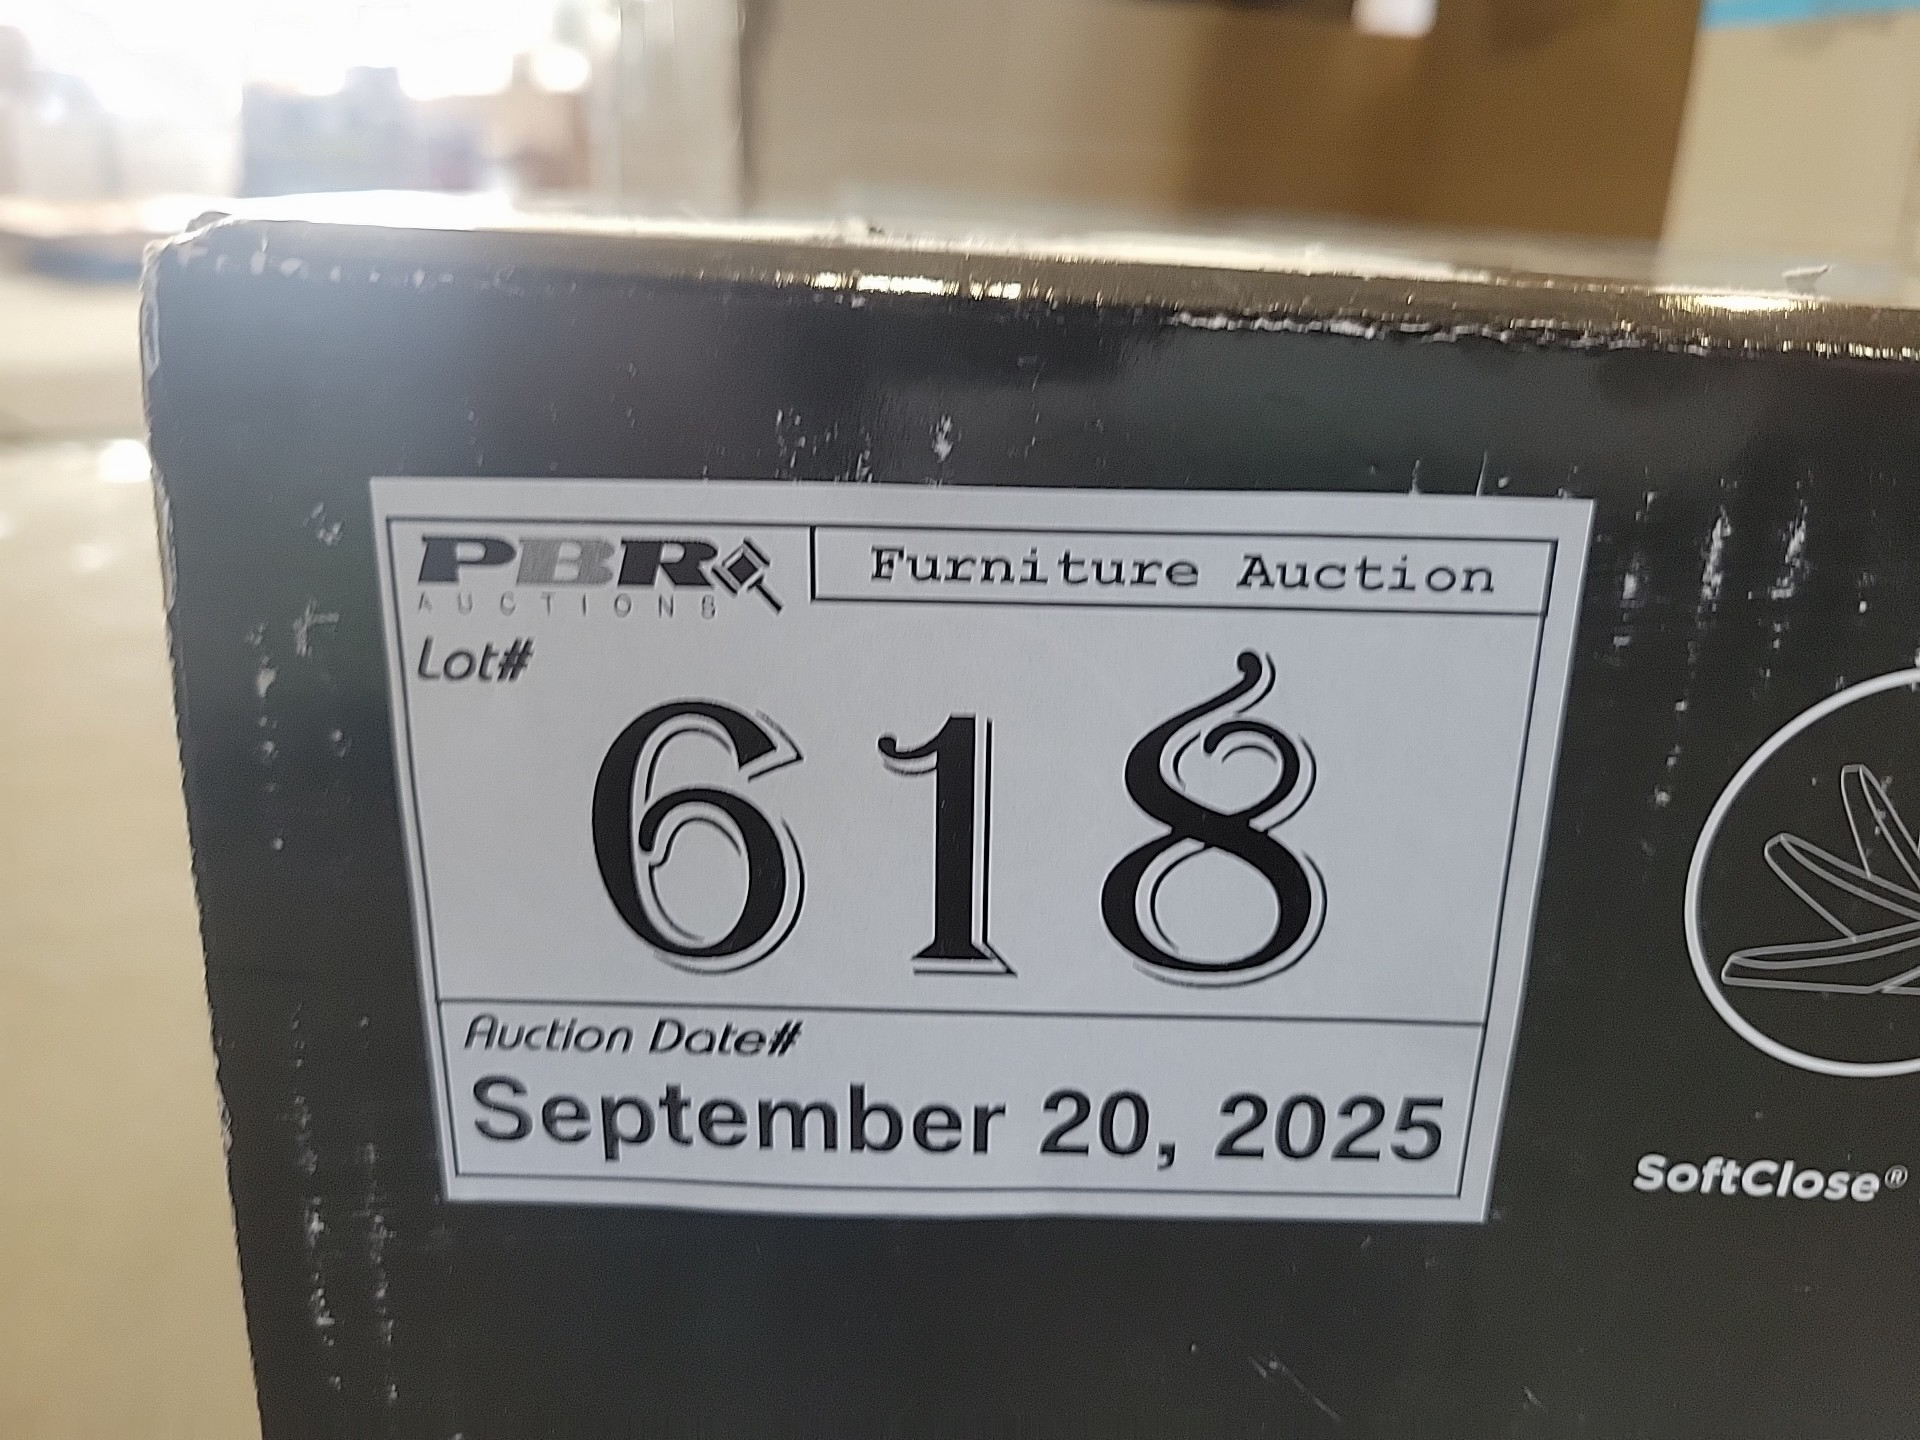 PBR
AUCTIONS
Furniture Auction
Lot#
618
Auction Date#
September 20, 2025
SoftClose®